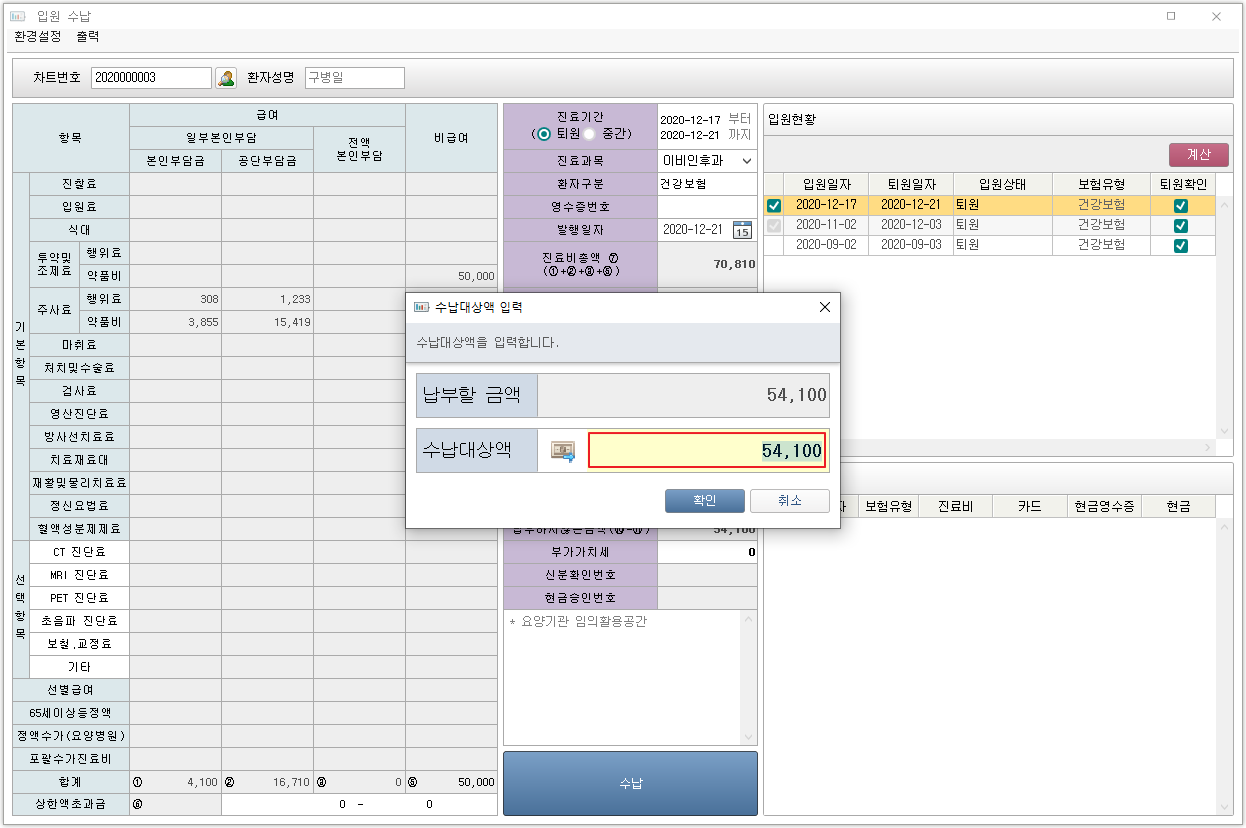 입원 수납
환경설정 출력
차트번호 2020000003 환자성명 구병일
항목 급여 비급여
일부본인부담 전액
본인부담
본인부담금 공단부담금
기본항목
진찰료
입원료
식대
투약및
조제료
행위료
약품비 50,000
주사료
행위료 308 1,233
약품비 3,855 15,419
마취료
처치및수술료
검사료
영상진단료
방사선치료료
치료재료대
재활및물리치료료
정신요법료
혈액성분제제료
선택항목
CT 진단료
MRI 진단료
PET 진단료
초음파 진단료
보철,교정료
기타
선별급여
65세이상등정액
정액수가(요양병원)
포괄수가진료비
합계 ① 4,100 ② 16,710 ③ 0 ⑤ 50,000
상한액초과금 ⑥ 0 - 0
진료기간
(퇴원 중간)
2020-12-17 부터
2020-12-21 까지
진료과목 이비인후과
환자구분 건강보험
영수증번호
발행일자 2020-12-21 15
진료비총액 ⑦
(①+②+③+⑤)
70,810
54,100
부가가치세 0
신분확인번호
현금승인번호
* 요양기관 임의활용공간
수납
입원현황
계산
입원일자 퇴원일자 입원상태 보험유형 퇴원확인
2020-12-17 2020-12-21 퇴원 건강보험
2020-11-02 2020-12-03 퇴원 건강보험
2020-09-02 2020-09-03 퇴원 건강보험
보험유형 진료비 카드 현금영수증 현금
수납대상액 입력
수납대상액을 입력합니다.
납부할 금액 54,100
수납대상액 54,100
확인 취소